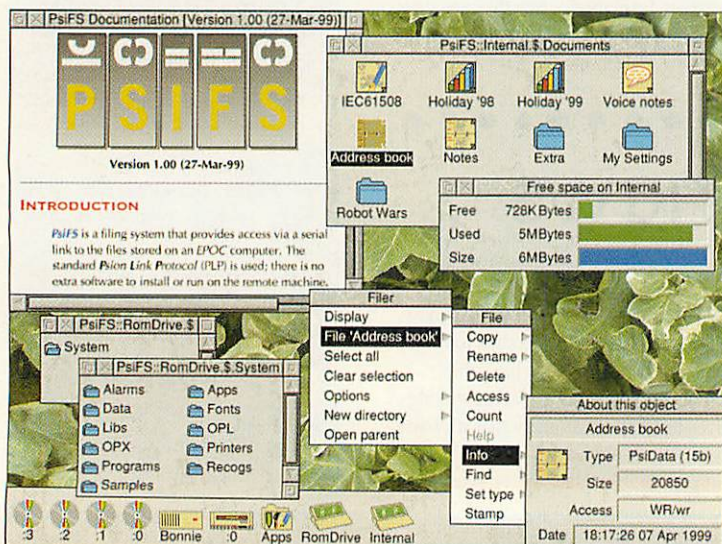 PsiFS Documentation [Version 1.00 (27-Mar-99)]
PSIFS
Version 1.00 (27-Mar-99)
INTRODUCTION
PsiFS is a filing system that provides access via a serial
link to the files stored on an EPOC computer. The
standard Psion Link Protocol (PLP) is used; there is no
extra software to install or run on the remote machine.
PsiFS::Internal.$.Documents
IEC61508 Holiday '98 Holiday '99 Voice notes
Address book Notes Extra My Settings
Robot Wars
Free space on Internal
Free 728KBytes
Used 5MBytes
Size 6MBytes
PsiFS::RomDrive.$
System
PsiFS::RomDrive.$.System
Alarms Apps
Data Fonts
Libs OPL
OPX Printers
Programs Recogs
Samples
Filer
Display
File 'Address book'
Select all
Clear selection
Options
New directory
Open parent
File
Copy
Rename
Delete
Access
Count
Help
Info
Find
Set type
Stamp
About this object
Address book
Type PsiData (15b)
Size 20850
Access WR/wr
Date 18:17:26 07 Apr 1999
:3 :2 :1 :0 Bonnie :0 Apps RomDrive Internal